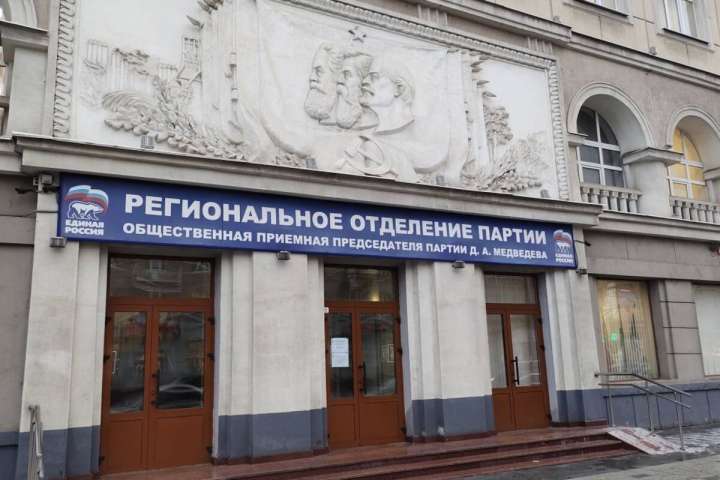 РЕГИОНАЛЬНОЕ ОТДЕЛЕНИЕ ПАРТИИ
ОБЩЕСТВЕННАЯ ПРИЕМНАЯ ПРЕДСЕДАТЕЛЯ ПАРТИИ Д. А. МЕДВЕДЕВА
ЕДИНАЯ
РОССИЯ